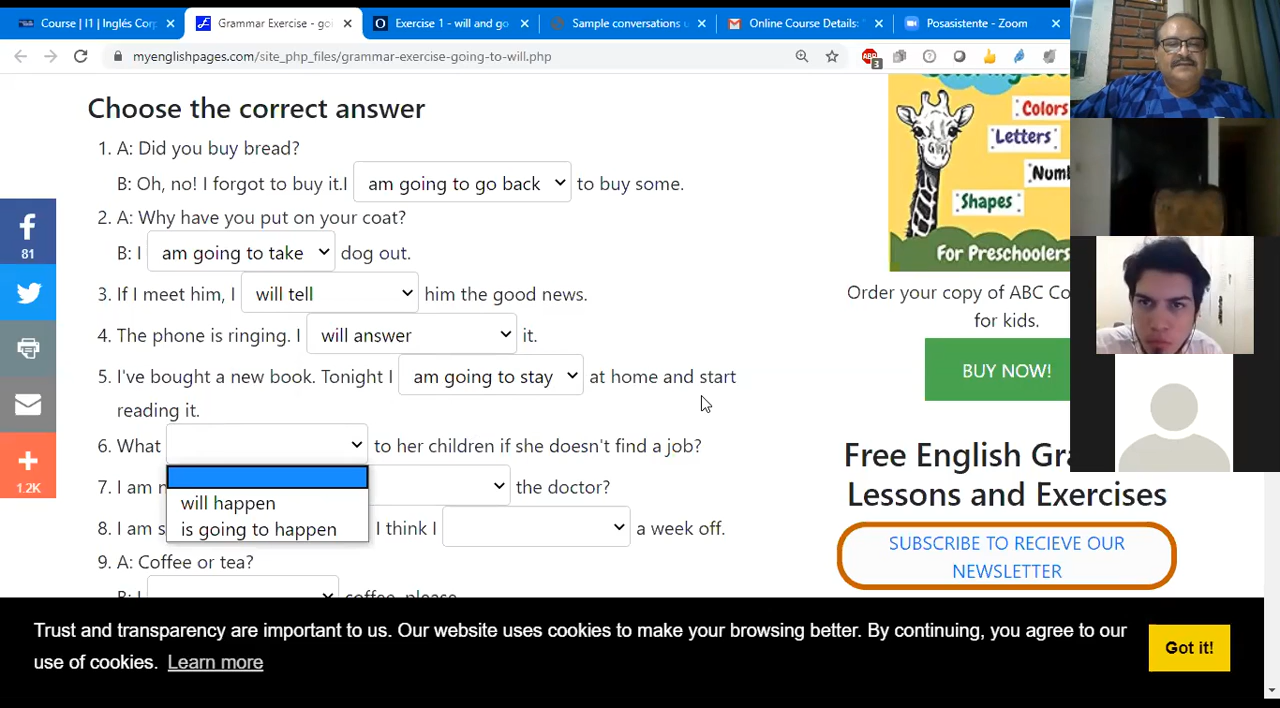 Course | I1 | Inglés Corp
Grammar Exercise - go
Exercise 1 - will and go
Sample conversations u
Online Course Details:
Posasistente - Zoom
myenglishpages.com/site_php_files/grammar-exercise-going-to-will.php
3
Choose the correct answer
1. A: Did you buy bread?
B: Oh, no! I forgot to buy it.I am going to go back to buy some.
2. A: Why have you put on your coat?
B: I am going to take dog out.
3. If I meet him, I will tell him the good news.
4. The phone is ringing. I will answer it.
5. I've bought a new book. Tonight I am going to stay at home and start
reading it.
6. What to her children if she doesn't find a job?
will happen
is going to happen
7. I am n the doctor?
8. I am s I think I a week off.
9. A: Coffee or tea?
B: I coffee, please
81
1.2K
Colors
Letters
Num
Shapes
For Preschoolers
Order your copy of ABC Co
for kids.
BUY NOW!
Free English Gra
Lessons and Exercises
SUBSCRIBE TO RECIEVE OUR
NEWSLETTER
Trust and transparency are important to us. Our website uses cookies to make your browsing better. By continuing, you agree to our
use of cookies. Learn more
Got it!